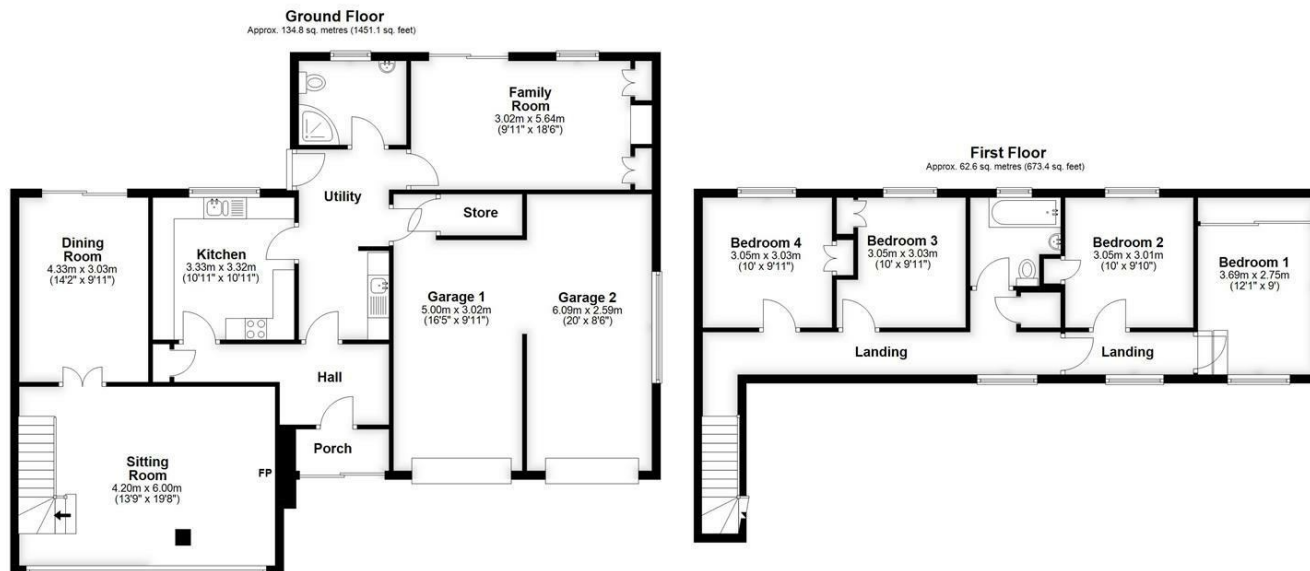 Ground Floor
Approx. 134.8 sq. metres (1451.1 sq. feet)
Family
Room
3.02m x 5.64m
(9'11" x 18'6")
Utility
Store
Dining
Room
4.33m x 3.03m
(14'2" x 9'11")
Kitchen
3.33m x 3.32m
(10'11" x 10'11")
Garage 1
5.00m x 3.02m
(16'5" x 9'11")
Garage 2
6.09m x 2.59m
(20' x 8'6")
Hall
Porch
Sitting
Room
4.20m x 6.00m
(13'9" x 19'8")
FP
First Floor
Approx. 62.6 sq. metres (673.4 sq. feet)
Bedroom 4
3.05m x 3.03m
(10' x 9'11")
Bedroom 3
3.05m x 3.03m
(10' x 9'11")
Bedroom 2
3.05m x 3.01m
(10' x 9'10")
Bedroom 1
3.69m x 2.75m
(12'1" x 9')
Landing
Landing